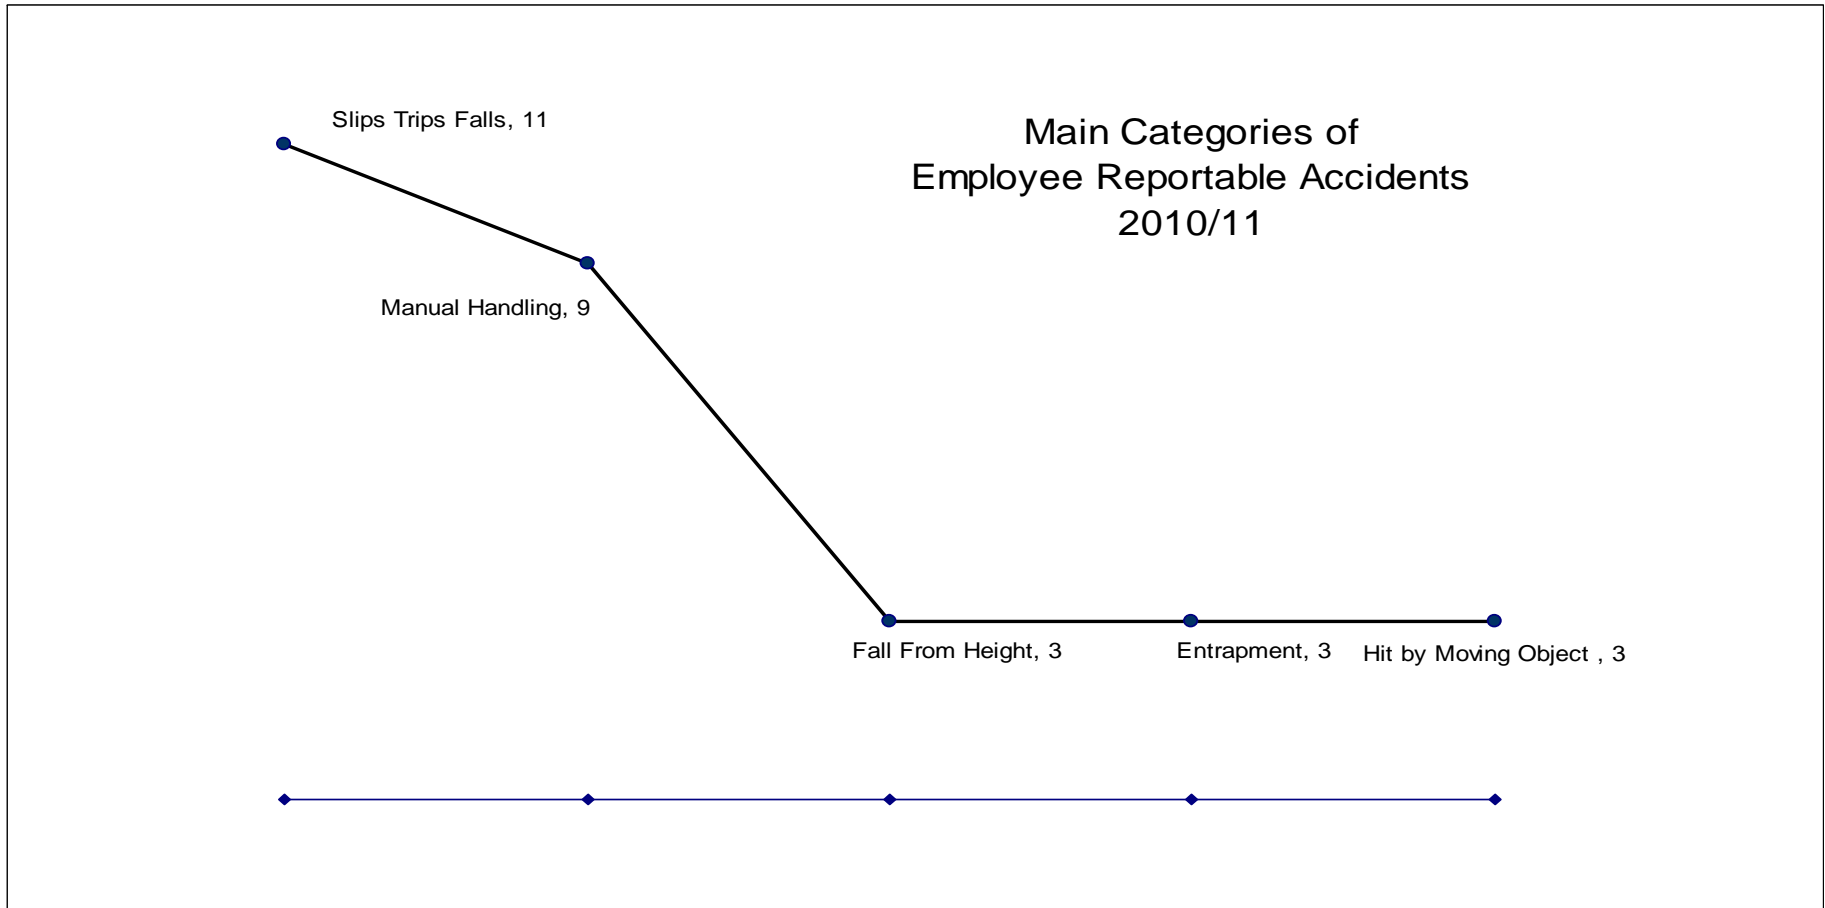 Main Categories of
Employee Reportable Accidents
2010/11
Slips Trips Falls, 11
Manual Handling, 9
Fall From Height, 3
Entrapment, 3
Hit by Moving Object , 3